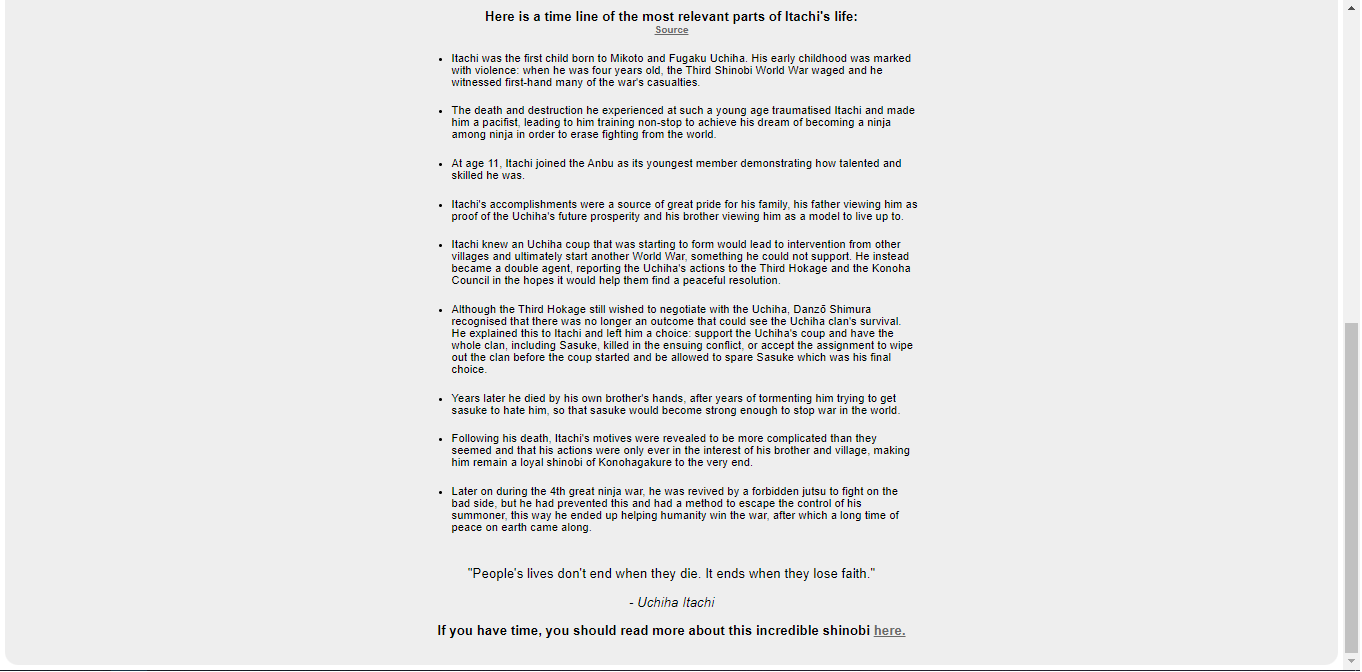 Here is a time line of the most relevant parts of Itachi's life:
Source
• Itachi was the first child born to Mikoto and Fugaku Uchiha. His early childhood was marked
with violence: when he was four years old, the Third Shinobi World War waged and he
witnessed first-hand many of the war's casualties.
• The death and destruction he experienced at such a young age traumatised Itachi and made
him a pacifist, leading to him training non-stop to achieve his dream of becoming a ninja
among ninja in order to erase fighting from the world.
• At age 11, Itachi joined the Anbu as its youngest member demonstrating how talented and
skilled he was.
• Itachi's accomplishments were a source of great pride for his family, his father viewing him as
proof of the Uchiha's future prosperity and his brother viewing him as a model to live up to.
• Itachi knew an Uchiha coup that was starting to form would lead to intervention from other
villages and ultimately start another World War, something he could not support. He instead
became a double agent, reporting the Uchiha's actions to the Third Hokage and the Konoha
Council in the hopes it would help them find a peaceful resolution.
• Although the Third Hokage still wished to negotiate with the Uchiha, Danzō Shimura
recognised that there was no longer an outcome that could see the Uchiha clan's survival.
He explained this to Itachi and left him a choice: support the Uchiha's coup and have the
whole clan, including Sasuke, killed in the ensuing conflict, or accept the assignment to wipe
out the clan before the coup started and be allowed to spare Sasuke which was his final
choice.
• Years later he died by his own brother's hands, after years of tormenting him trying to get
sasuke to hate him, so that sasuke would become strong enough to stop war in the world.
• Following his death, Itachi's motives were revealed to be more complicated than they
seemed and that his actions were only ever in the interest of his brother and village, making
him remain a loyal shinobi of Konohagakure to the very end.
• Later on during the 4th great ninja war, he was revived by a forbidden jutsu to fight on the
bad side, but he had prevented this and had a method to escape the control of his
summoner, this way he ended up helping humanity win the war, after which a long time of
peace on earth came along.
"People's lives don't end when they die. It ends when they lose faith."
- Uchiha Itachi
If you have time, you should read more about this incredible shinobi here.